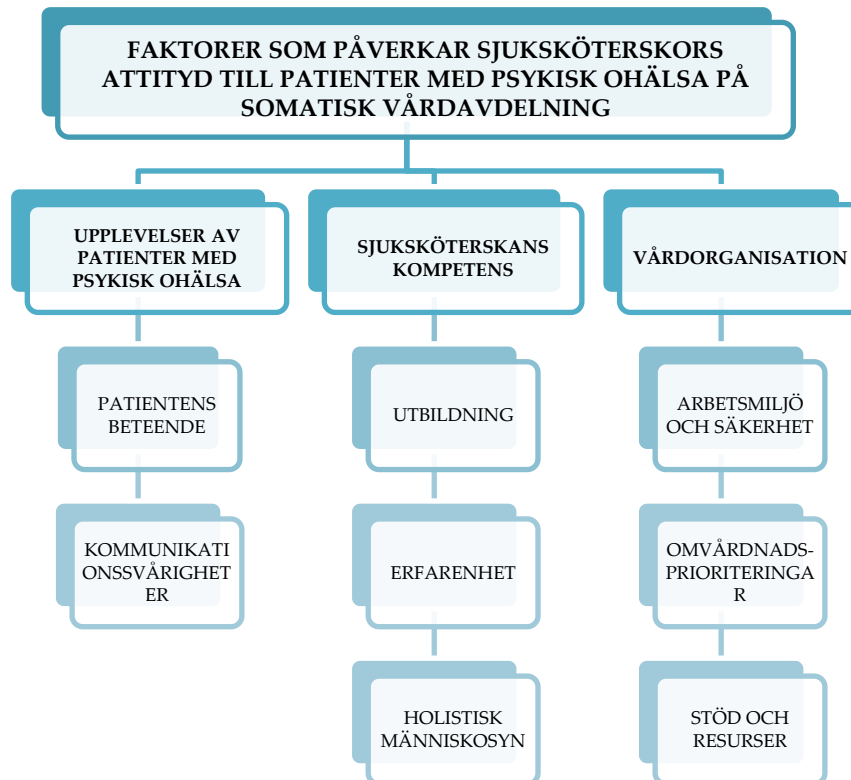 FAKTORER SOM PÅVERKAR SJUKSKÖTERSKORS
ATTITYD TILL PATIENTER MED PSYKISK OHÄLSA PÅ
SOMATISK VÅRDAVDELNING
UPPLEVELSER AV
PATIENTER MED
PSYKISK OHÄLSA
PATIENTENS
BETEENDE
KOMMUNIKATI
ONSSVÅRIGHET
ER
SJUKSKÖTERSKANS
KOMPETENS
UTBILDNING
ERFARENHET
HOLISTISK
MÄNNISKOSYN
VÅRDORGANISATION
ARBETSMILJÖ
OCH SÄKERHET
OMVÅRDNADS-
PRIORITERINGA
R
STÖD OCH
RESURSER